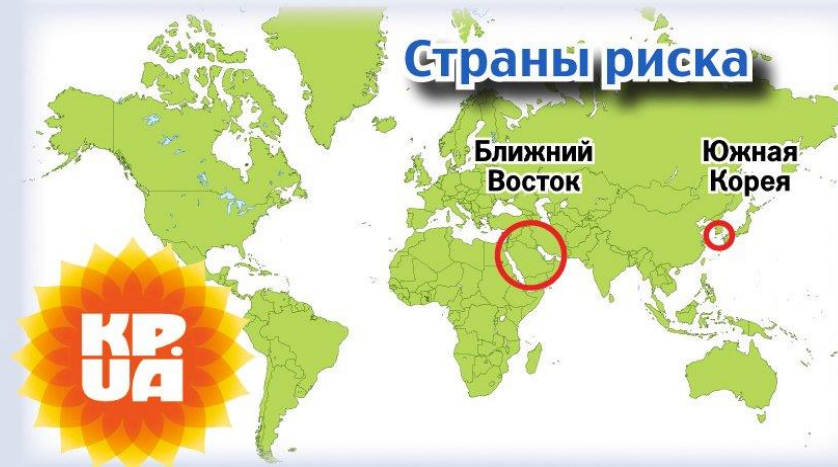 Страны риска
Ближний
Восток
Южная
Корея
KP.
UA